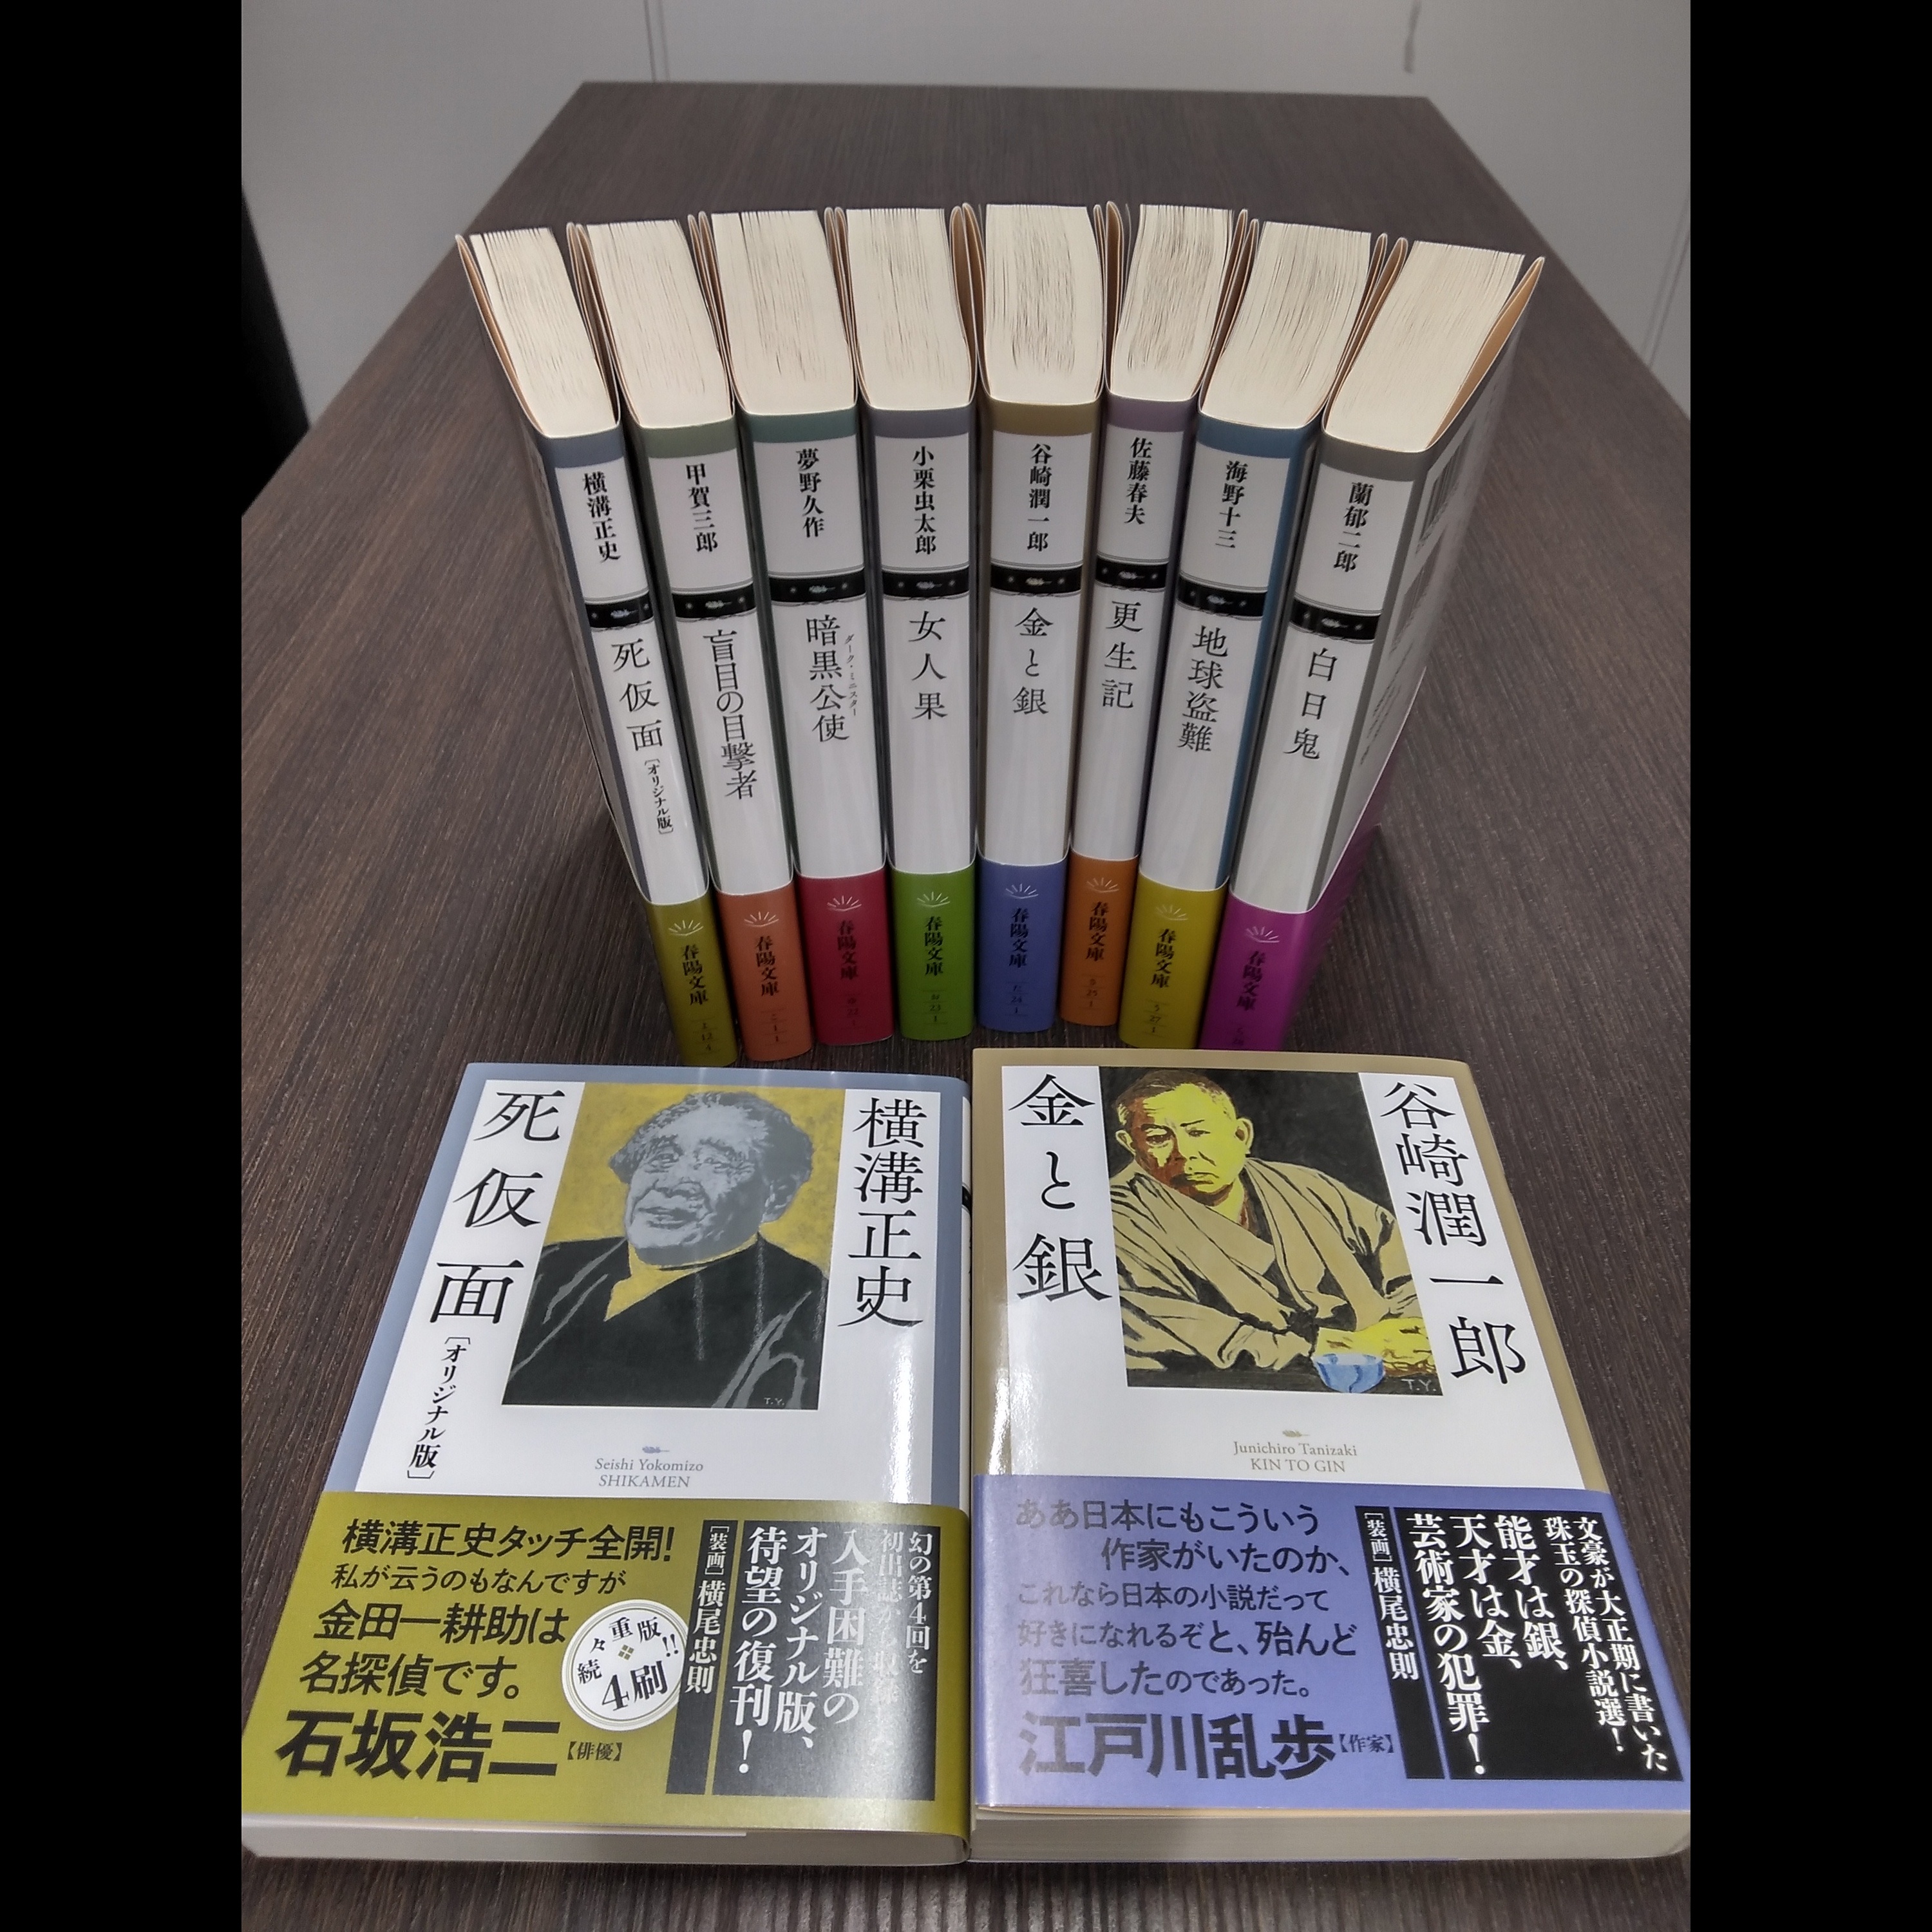 横溝正史
死仮面
[オリジナル版]
春陽文庫
甲賀三郎
盲目の目撃者
春陽文庫
夢野久作
暗黒公使
ダーク・ミニスター
春陽文庫
小栗虫太郎
女人果
春陽文庫
谷崎潤一郎
金と銀
春陽文庫
佐藤春夫
更生記
春陽文庫
海野十三
地球盗難
春陽文庫
蘭郁二郎
白日鬼
春陽文庫
横溝正史
死仮面
[オリジナル版]
T.Y.
Seishi Yokomizo
SHIKAMEN
幻の第4回を
初出誌から収録
入手困難の
オリジナル版、
待望の復刊！
［装画］横尾忠則
横溝正史タッチ全開！
私が云うのもなんですが
金田一耕助は
名探偵です。
石坂浩二【俳優】
続々重版!!
4刷
谷崎潤一郎
金と銀
T.Y.
Junichiro Tanizaki
KIN TO GIN
文豪が大正期に書いた
珠玉の探偵小説選！
能才は銀、
天才は金、
芸術家の犯罪！
［装画］横尾忠則
ああ日本にもこういう
作家がいたのか、
これなら日本の小説だって
好きになれるぞと、殆んど
狂喜したのであった。
江戸川乱歩【作家】